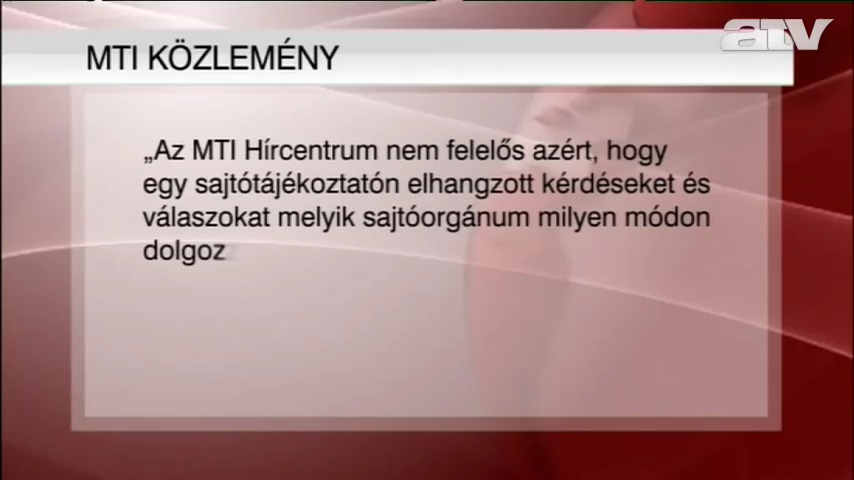 atv
MTI KÖZLEMÉNY
„Az MTI Hírcentrum nem felelős azért, hogy
egy sajtótájékoztatón elhangzott kérdéseket és
válaszokat melyik sajtóorgánum milyen módon
dolgoz